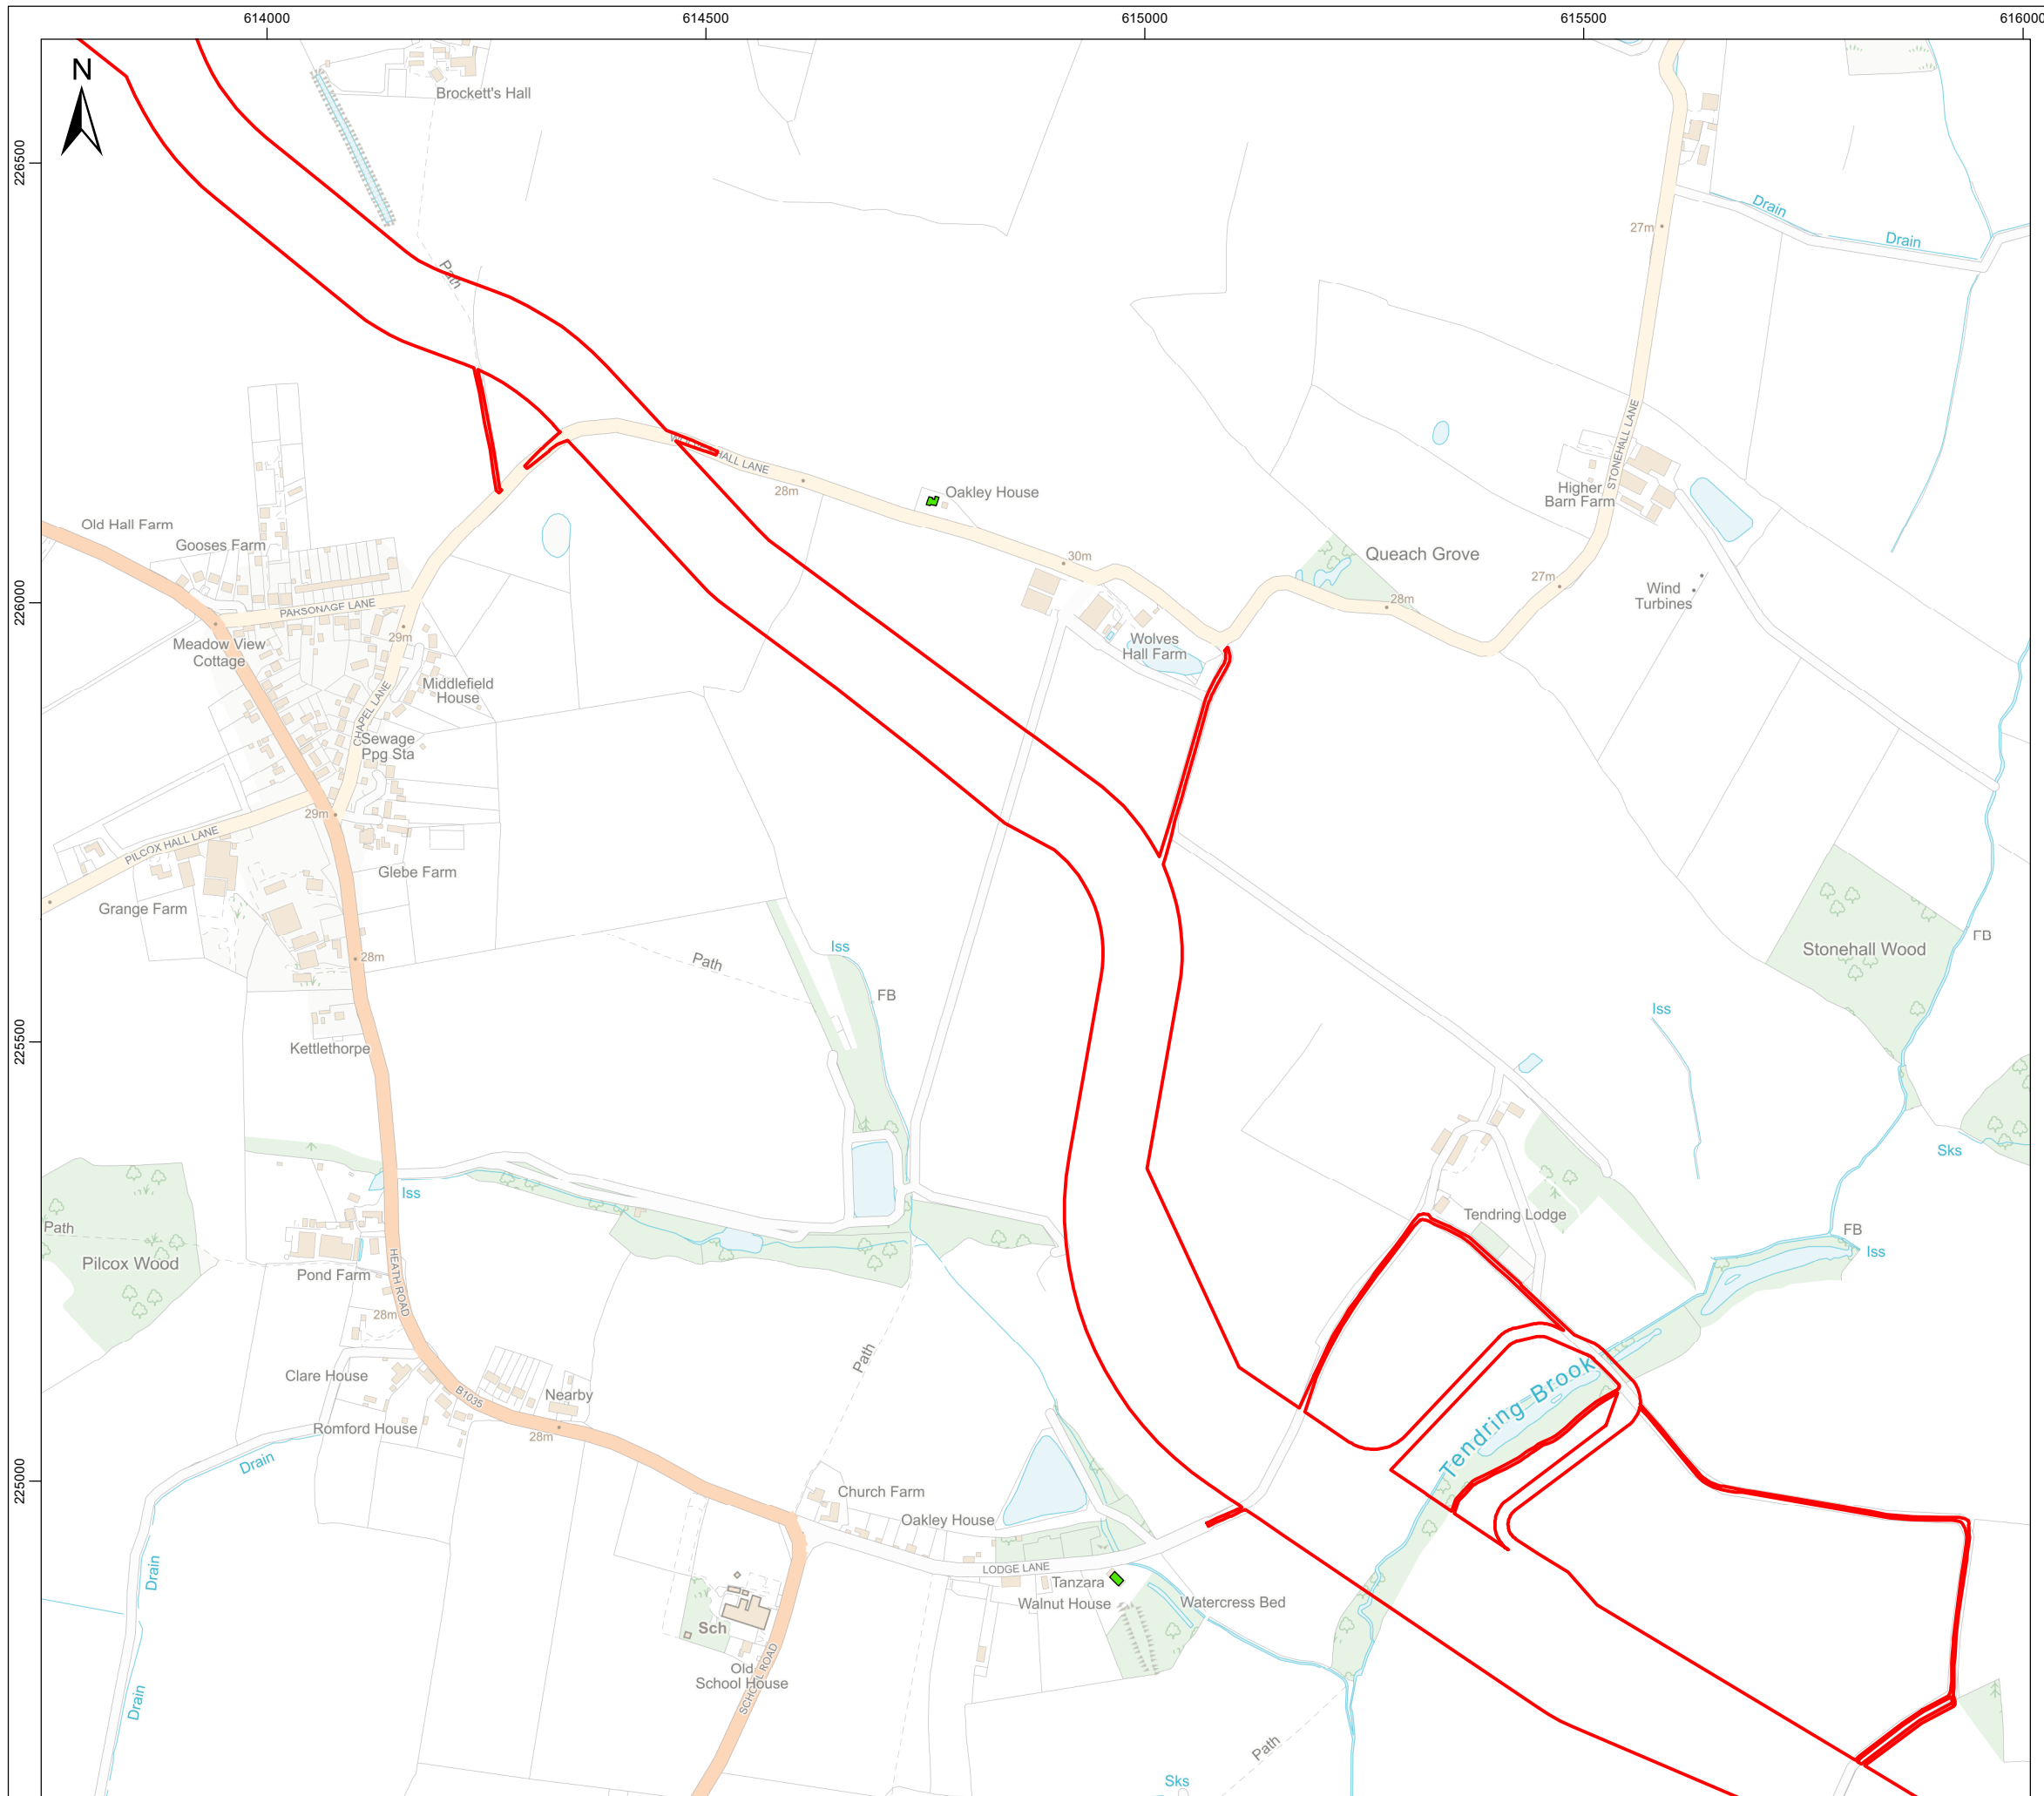 614000
614500
615000
615500
616000
N
Brockett's Hall
226500
Drain
Drain
27m
Path
STONEHALL LANE
HALL LANE
28m
Oakley House
Higher
Barn Farm
Old Hall Farm
Gooses Farm
30m
Queach Grove
27m
Wind
Turbines
28m
226000
PARSONAGE LANE
29m
Meadow View
Cottage
Wolves
Hall Farm
Middlefield
House
CHAPEL LANE
Sewage
Ppg Sta
29m
PILCOX HALL LANE
Glebe Farm
Grange Farm
28m
Path
Iss
FB
Stonehall Wood
FB
Iss
225500
Kettlethorpe
Sks
Iss
Path
Pilcox Wood
Tendring Lodge
FB
Iss
Pond Farm
HEATH ROAD
28m
Path
Clare House
B1035
Nearby
Romford House
28m
Tendring Brook
Drain
225000
Church Farm
Oakley House
LODGE LANE
Tanzara
Walnut House
Watercress Bed
Drain
Sch
Old
School House
SCHOOL ROAD
Drain
Path
Sks